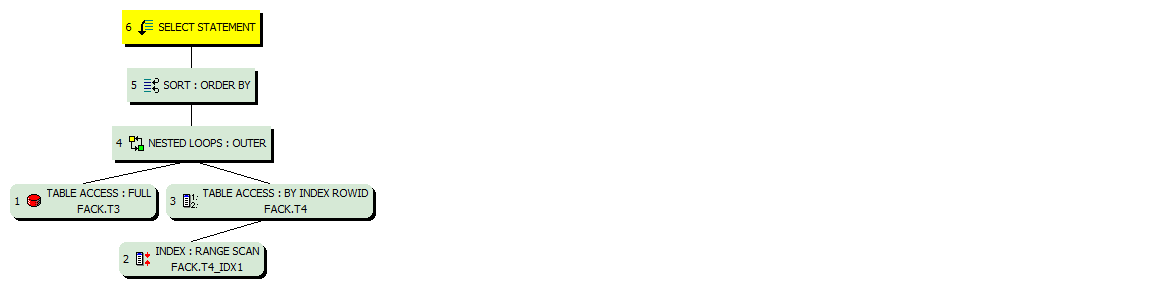 6 SELECT STATEMENT
5 SORT : ORDER BY
4 NESTED LOOPS : OUTER
1 TABLE ACCESS : FULL
FACK.T3
3 TABLE ACCESS : BY INDEX ROWID
FACK.T4
2 INDEX : RANGE SCAN
FACK.T4_IDX1